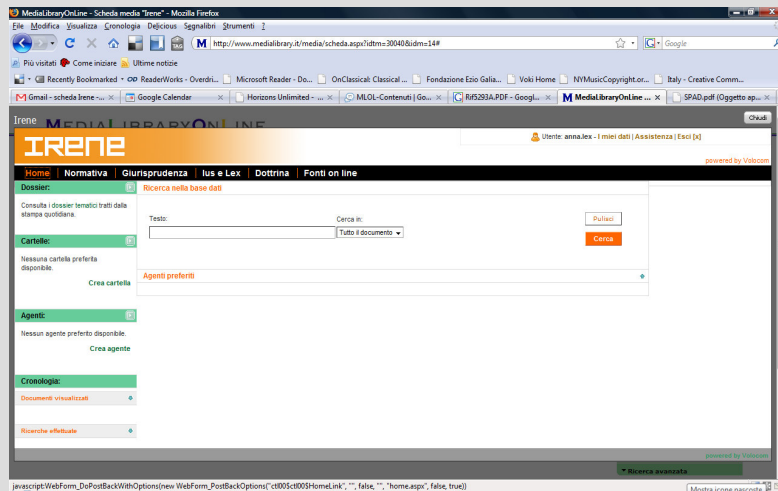 MediaLibraryOnLine - Scheda media "Irene" - Mozilla Firefox
File Modifica Visualizza Cronologia Delicious Segnalibri Strumenti ?
http://www.medialibrary.it/media/scheda.aspx?idtm=30040&idm=14#
Google
Più visitati Come iniziare Ultime notizie
Recently Bookmarked ReaderWorks - Overdri... Microsoft Reader - Do... OnClassical: Classical ... Fondazione Ezio Galia... Voki Home NYMusicCopyright.or... Italy - Creative Comm...
Gmail - scheda Irene -... Google Calendar Horizons Unlimited - ... MLOL-Contenuti | Go... Rif5293A.PDF - Googl... MediaLibraryOnLine ... SPAD.pdf (Oggetto ap...
Irene MEDIALIBRARYONLINE Chiudi
IRENE
Utente: anna.lex - I miei dati | Assistenza | Esci [x]
powered by Volocom
Home Normativa Giurisprudenza Ius e Lex Dottrina Fonti on line
Dossier:
Consulta i dossier tematici tratti dalla
stampa quotidiana.
Cartelle:
Nessuna cartella preferita
disponibile.
Crea cartella
Agenti:
Nessun agente preferito disponibile.
Crea agente
Cronologia:
Documenti visualizzati
Ricerche effettuate
Ricerca nella base dati
Testo: Cerca in:
Tutto il documento
Pulisci
Cerca
Agenti preferiti
powered by Volocom
Ricerca avanzata
javascript:WebForm_DoPostBackWithOptions(new WebForm_PostBackOptions("ctl00$ctl00$HomeLink", "", false, "", "home.aspx", false, true))
Mostra icone nascoste